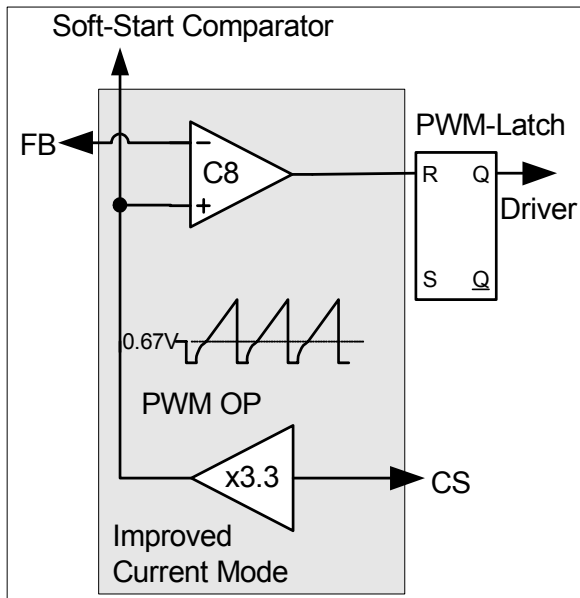 Soft-Start Comparator
FB
C8
PWM-Latch
R Q
Driver
S Q
0.67V
PWM OP
x3.3
CS
Improved
Current Mode